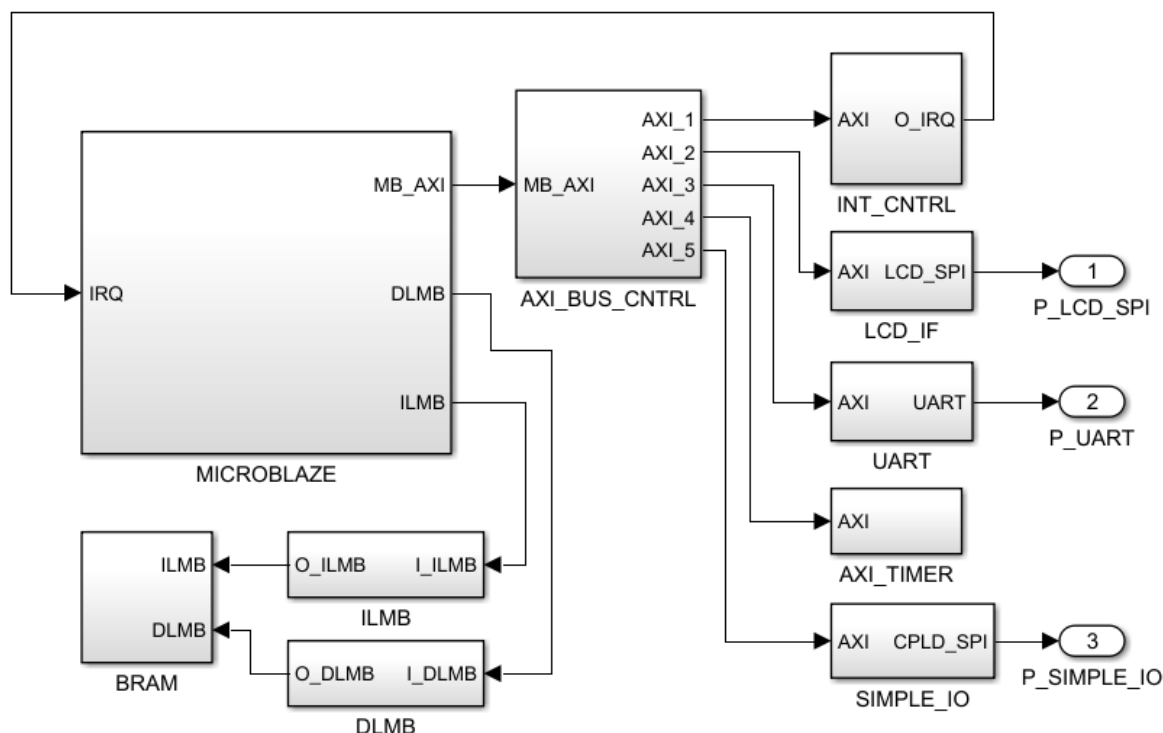 IRQ
MB_AXI
DLMB
ILMB
MICROBLAZE
MB_AXI
AXI_1
AXI_2
AXI_3
AXI_4
AXI_5
AXI_BUS_CNTRL
AXI O_IRQ
INT_CNTRL
AXI LCD_SPI
LCD_IF
1
P_LCD_SPI
AXI UART
UART
2
P_UART
AXI
AXI_TIMER
AXI CPLD_SPI
SIMPLE_IO
3
P_SIMPLE_IO
ILMB
DLMB
BRAM
O_ILMB I_ILMB
ILMB
O_DLMB I_DLMB
DLMB